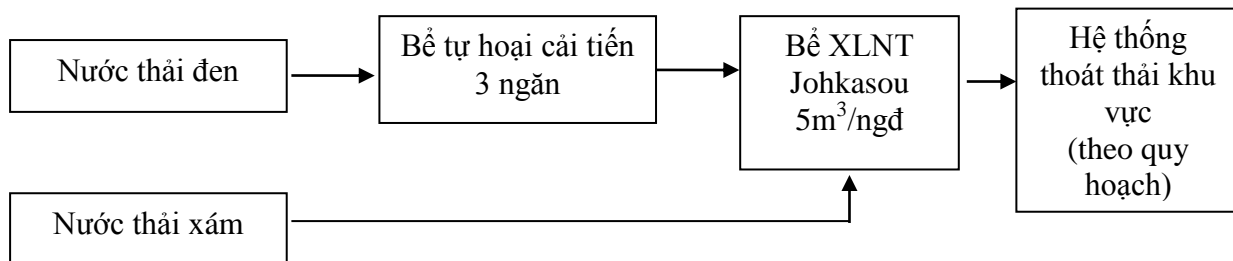 Nước thải đen
Bể tự hoại cải tiến
3 ngăn
Bể XLNT
Johkasou
5m³/ngđ
Hệ thống
thoát thải khu
vực
(theo quy
hoạch)
Nước thải xám